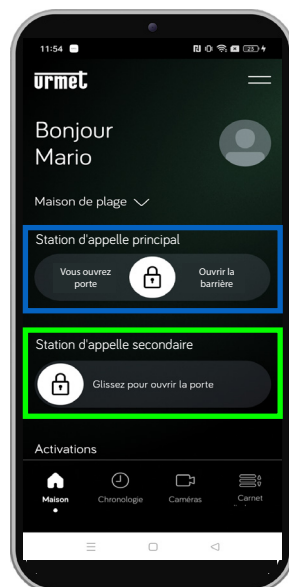 11:54
urmet
Bonjour
Mario
Maison de plage
Station d'appelle principal
Vous ouvrez
porte
Ouvrir la
barrière
Station d'appelle secondaire
Glissez pour ouvrir la porte
Activations
Maison
Chronologie
Caméras
Carnet